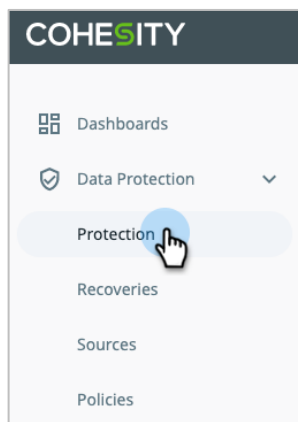 COHESITY
Dashboards
Data Protection
Protection
Recoveries
Sources
Policies